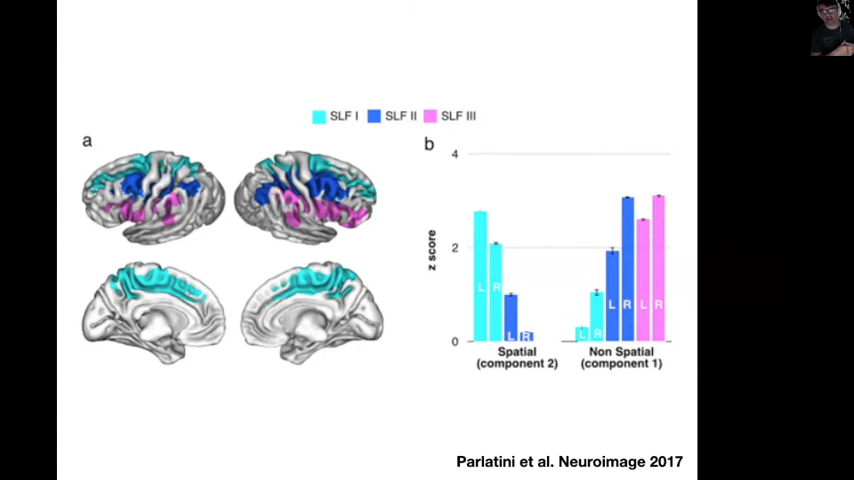 SLF I SLF II SLF III
a
b
4
2
0
z score
L R L R L R L R L R
Spatial
(component 2)
Non Spatial
(component 1)
Parlatini et al. Neuroimage 2017